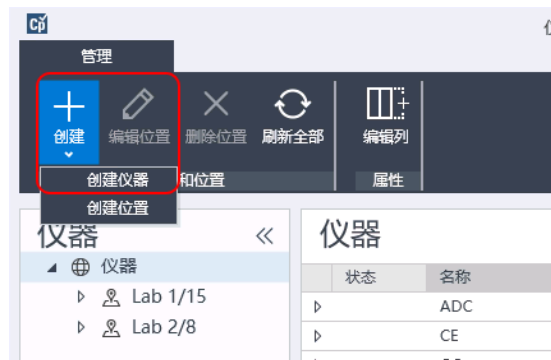 Cp
管理
创建 编辑位置 删除位置 刷新全部 编辑列
创建仪器 和位置 属性
创建位置
仪器 « 仪器
仪器 状态 名称
Lab 1/15 ADC
Lab 2/8 CE